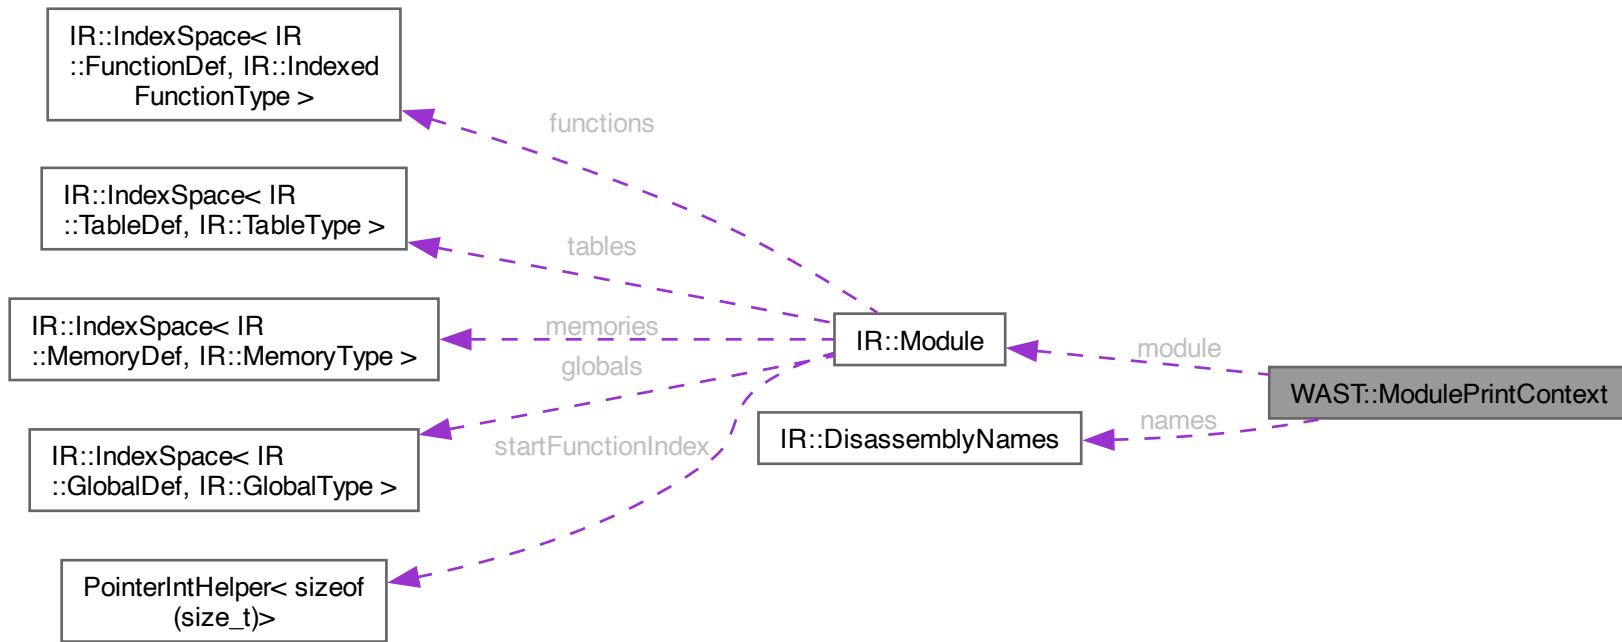 IR::IndexSpace< IR
::FunctionDef, IR::Indexed
FunctionType >
functions
IR::IndexSpace< IR
::TableDef, IR::TableType >
tables
IR::IndexSpace< IR
::MemoryDef, IR::MemoryType >
memories
globals
IR::Module
module
WAST::ModulePrintContext
IR::IndexSpace< IR
::GlobalDef, IR::GlobalType >
startFunctionIndex
IR::DisassemblyNames
names
PointerIntHelper< sizeof
(size_t)>